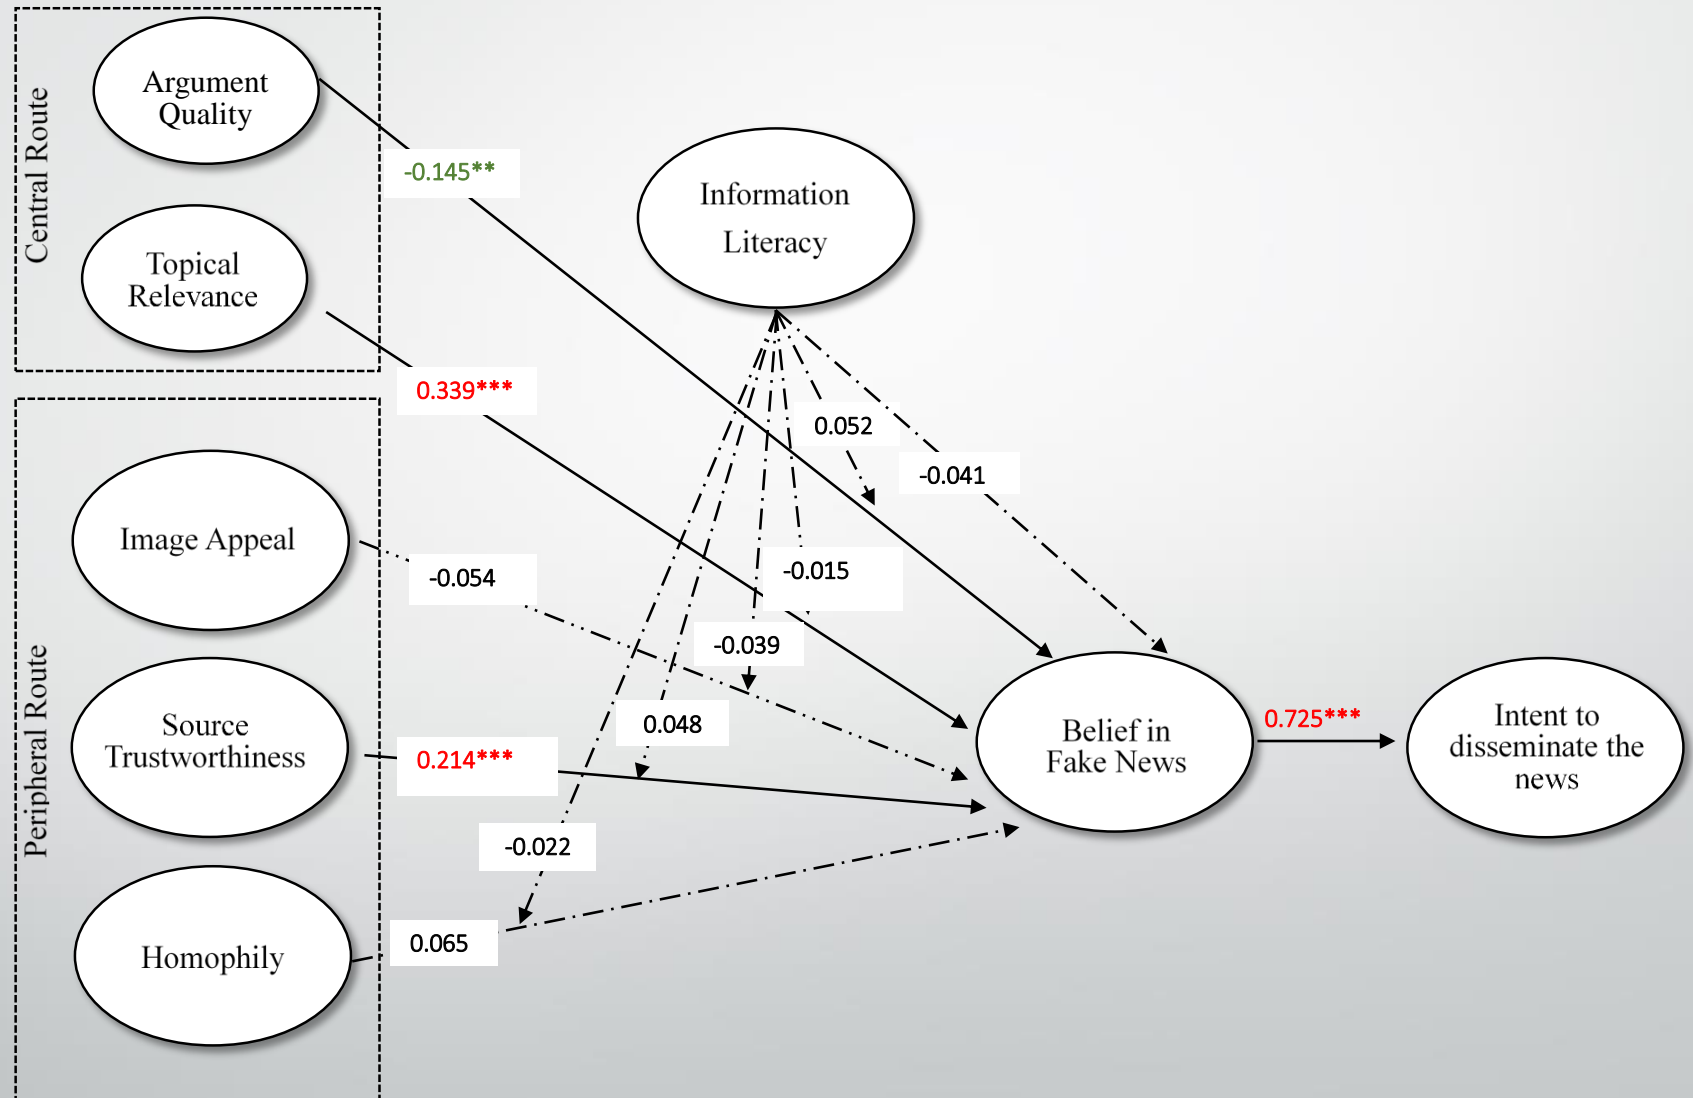 Central Route
Argument
Quality
Topical
Relevance
-0.145**
0.339***
Information
Literacy
0.052
-0.041
-0.015
-0.039
0.048
-0.022
Peripheral Route
Image Appeal
-0.054
Source
Trustworthiness
0.214***
Homophily
0.065
Belief in
Fake News
0.725***
Intent to
disseminate the
news